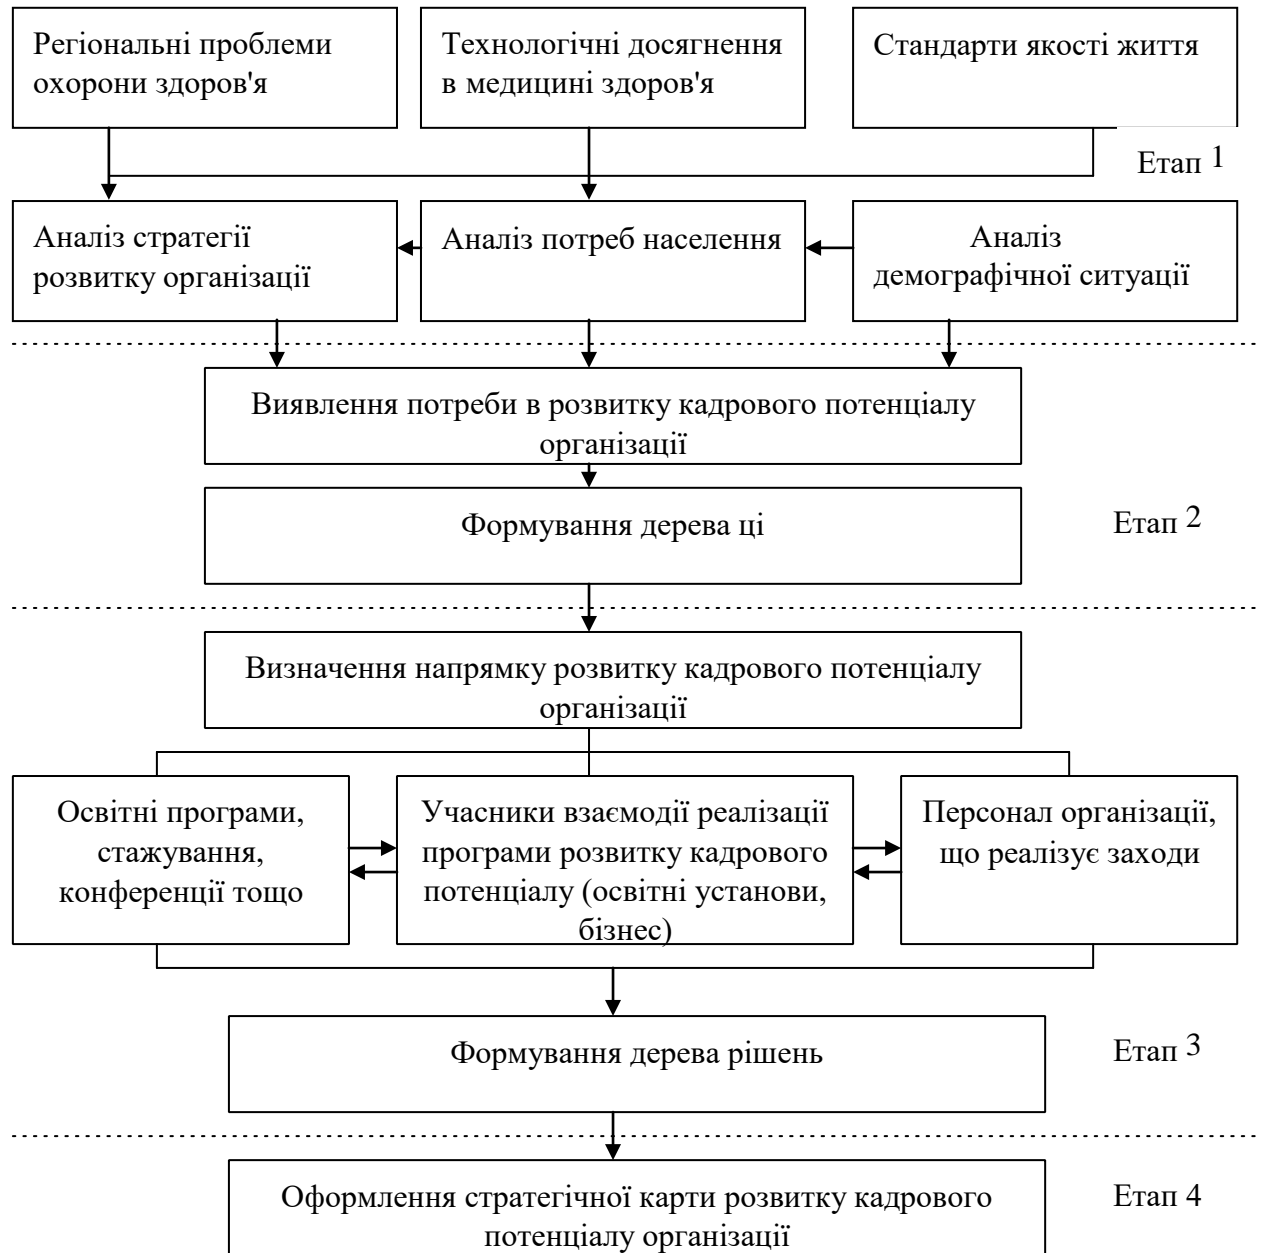 Регіональні проблеми
охорони здоров'я
Технологічні досягнення
в медицині здоров'я
Стандарти якості життя
Етап 1
Аналіз стратегії
розвитку організації
Аналіз потреб населення
Аналіз
демографічної ситуації
Виявлення потреби в розвитку кадрового потенціалу
організації
Формування дерева ці
Етап 2
Визначення напрямку розвитку кадрового потенціалу
організації
Освітні програми,
стажування,
конференції тощо
Учасники взаємодії реалізації
програми розвитку кадрового
потенціалу (освітні установи,
бізнес)
Персонал організації,
що реалізує заходи
Формування дерева рішень
Етап 3
Оформлення стратегічної карти розвитку кадрового
потенціалу організації
Етап 4